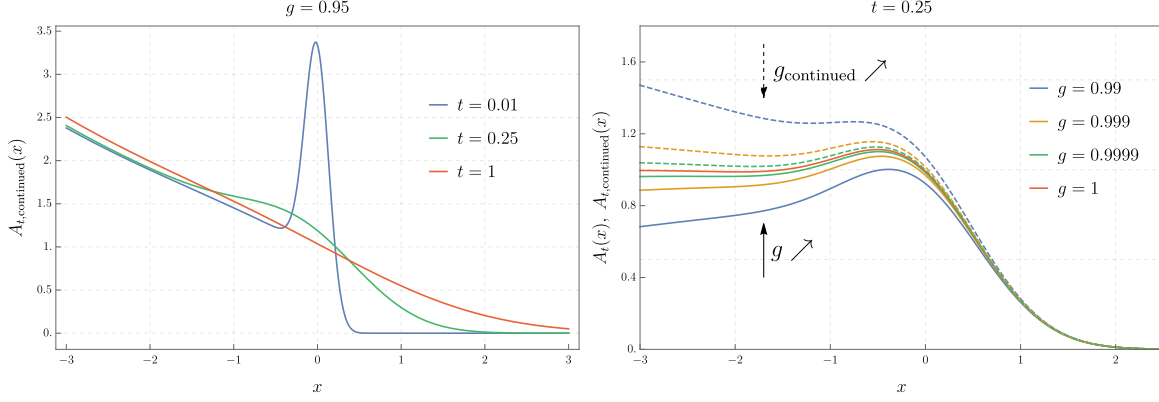 g = 0.95
A_{t,continued}(x)
3.5
3.
2.5
2.
1.5
1.
0.5
0.
−3 −2 −1 0 1 2 3
x
t = 0.01
t = 0.25
t = 1
t = 0.25
A_t(x), A_{t,continued}(x)
1.6
1.2
0.8
0.4
0.
−3 −2 −1 0 1 2
x
g_{continued} ↗
g ↗
g = 0.99
g = 0.999
g = 0.9999
g = 1